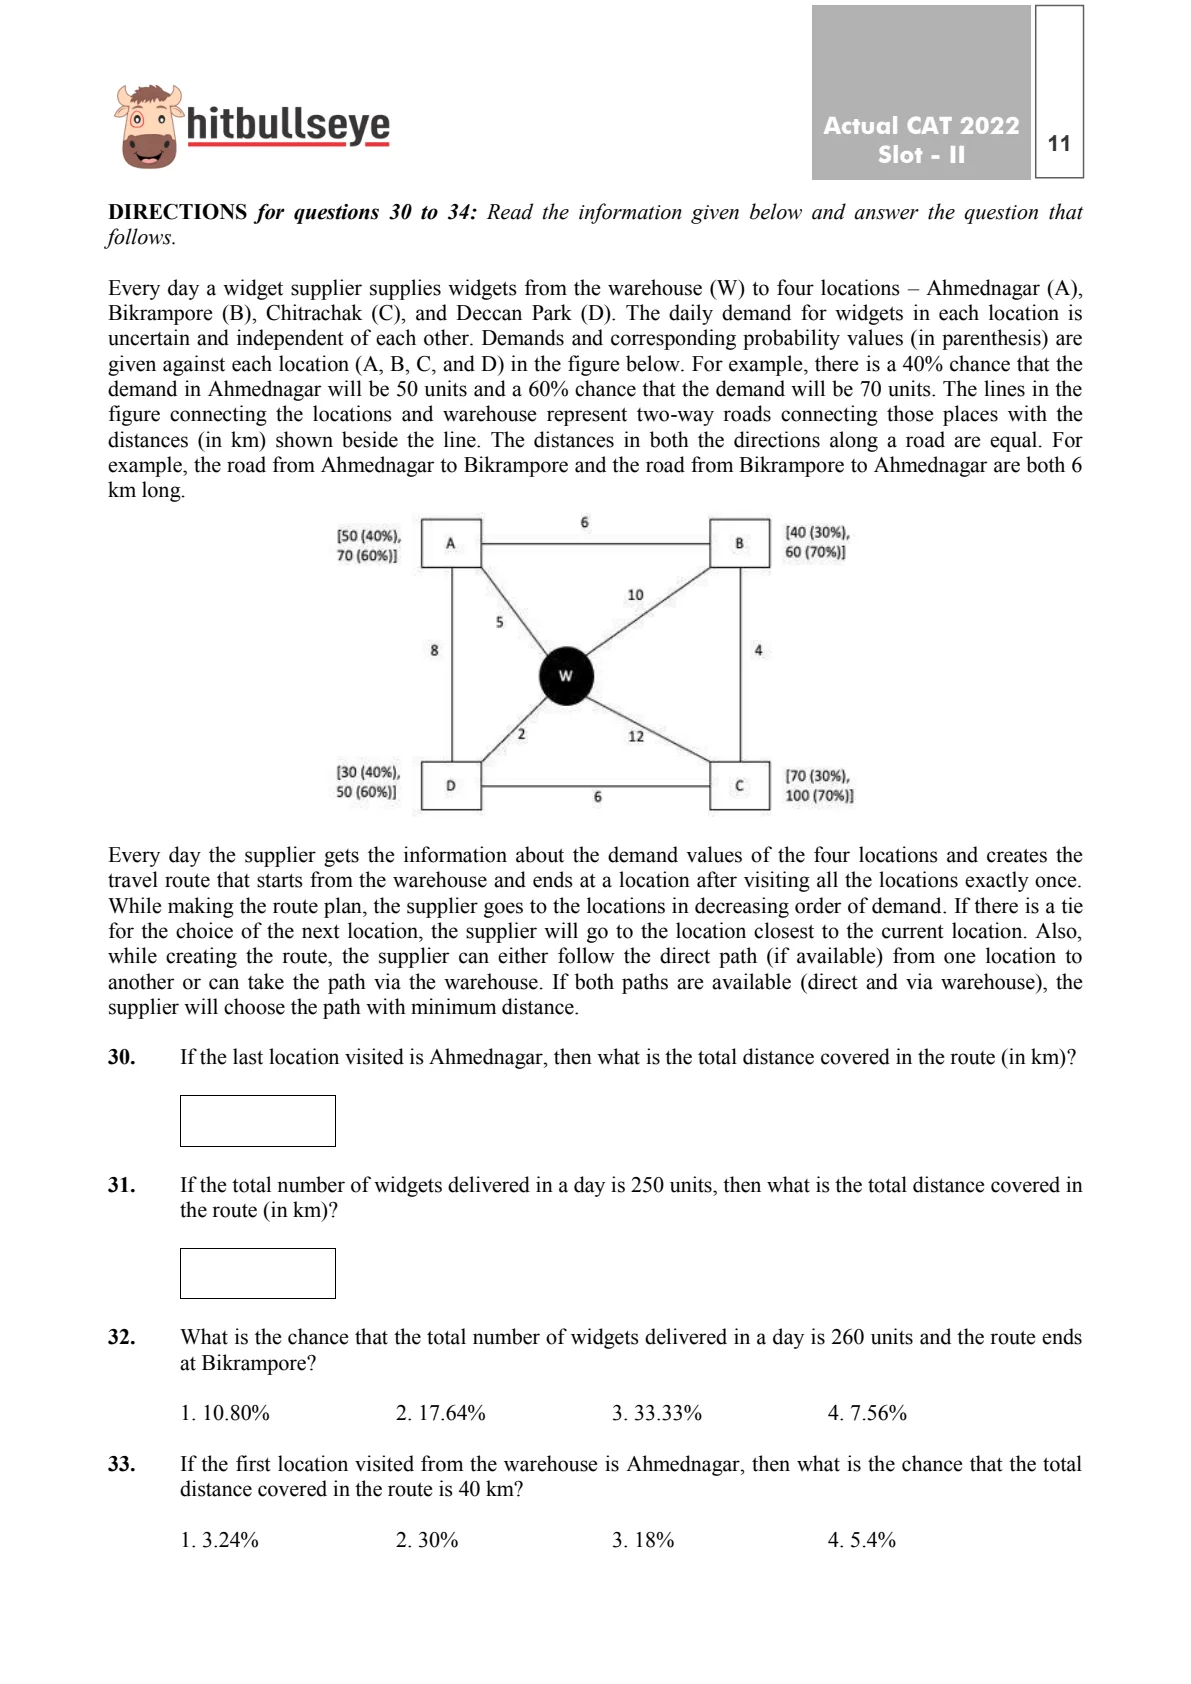 hitbullseye
Actual CAT 2022
Slot - II
11
DIRECTIONS for questions 30 to 34: Read the information given below and answer the question that
follows.
Every day a widget supplier supplies widgets from the warehouse (W) to four locations – Ahmednagar (A),
Bikrampore (B), Chitrachak (C), and Deccan Park (D). The daily demand for widgets in each location is
uncertain and independent of each other. Demands and corresponding probability values (in parenthesis) are
given against each location (A, B, C, and D) in the figure below. For example, there is a 40% chance that the
demand in Ahmednagar will be 50 units and a 60% chance that the demand will be 70 units. The lines in the
figure connecting the locations and warehouse represent two-way roads connecting those places with the
distances (in km) shown beside the line. The distances in both the directions along a road are equal. For
example, the road from Ahmednagar to Bikrampore and the road from Bikrampore to Ahmednagar are both 6
km long.
[50 (40%),
70 (60%)]
A
6
B
[40 (30%),
60 (70%)]
10
5
8
4
W
2
12
[30 (40%),
50 (60%)]
D
6
C
[70 (30%),
100 (70%)]
Every day the supplier gets the information about the demand values of the four locations and creates the
travel route that starts from the warehouse and ends at a location after visiting all the locations exactly once.
While making the route plan, the supplier goes to the locations in decreasing order of demand. If there is a tie
for the choice of the next location, the supplier will go to the location closest to the current location. Also,
while creating the route, the supplier can either follow the direct path (if available) from one location to
another or can take the path via the warehouse. If both paths are available (direct and via warehouse), the
supplier will choose the path with minimum distance.
30. If the last location visited is Ahmednagar, then what is the total distance covered in the route (in km)?
31. If the total number of widgets delivered in a day is 250 units, then what is the total distance covered in
the route (in km)?
32. What is the chance that the total number of widgets delivered in a day is 260 units and the route ends
at Bikrampore?
1. 10.80% 2. 17.64% 3. 33.33% 4. 7.56%
33. If the first location visited from the warehouse is Ahmednagar, then what is the chance that the total
distance covered in the route is 40 km?
1. 3.24% 2. 30% 3. 18% 4. 5.4%